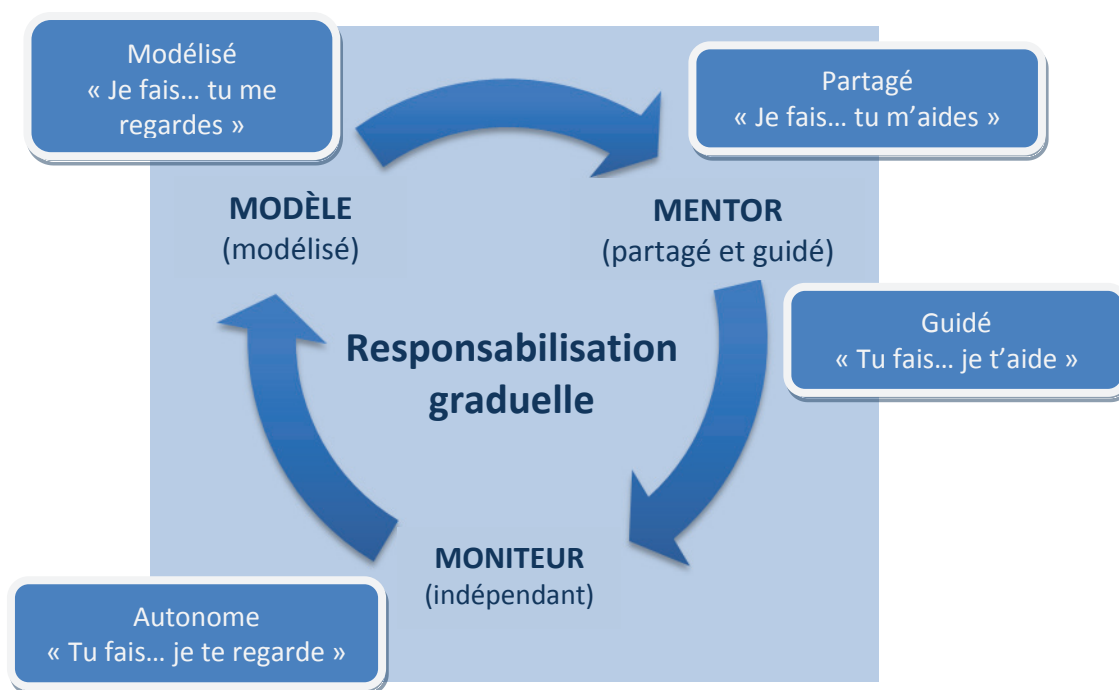 Modélisé
« Je fais… tu me
regardes »
Partagé
« Je fais… tu m’aides »
MODÈLE
(modélisé)
MENTOR
(partagé et guidé)
Guidé
« Tu fais… je t’aide »
Responsabilisation
graduelle
MONITEUR
(indépendant)
Autonome
« Tu fais… je te regarde »